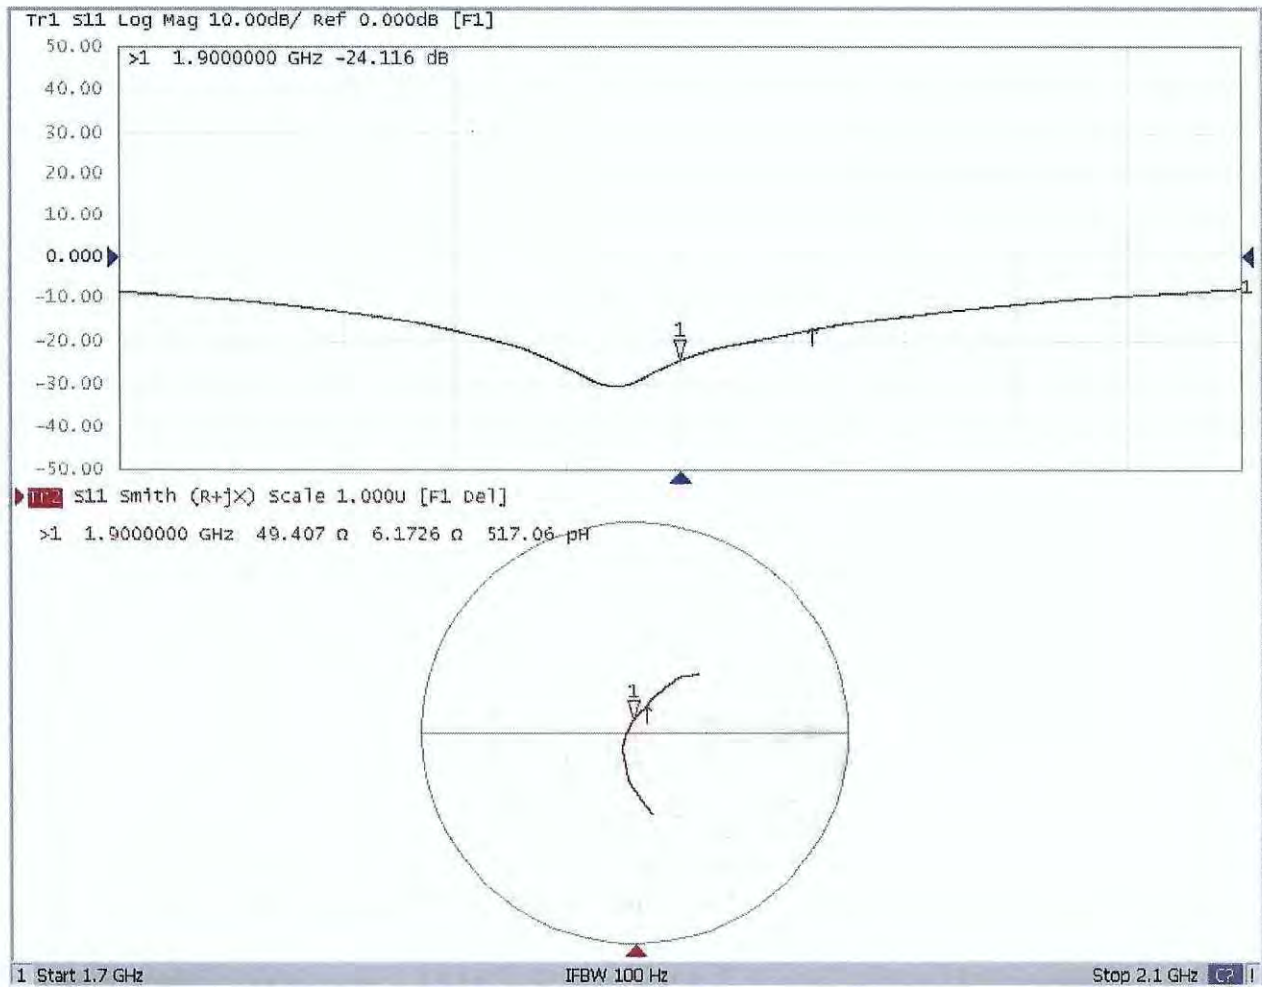 Tr1 S11 Log Mag 10.00dB/ Ref 0.000dB [F1]
50.00
>1 1.9000000 GHz -24.116 dB
40.00
30.00
20.00
10.00
0.000
-10.00
1
-20.00
1
-30.00
-40.00
-50.00
Tr2 S11 Smith (R+jX) Scale 1.000U [F1 Del]
>1 1.9000000 GHz 49.407 Ω 6.1726 Ω 517.06 pH
1
1 Start 1.7 GHz IFBW 100 Hz Stop 2.1 GHz C? !